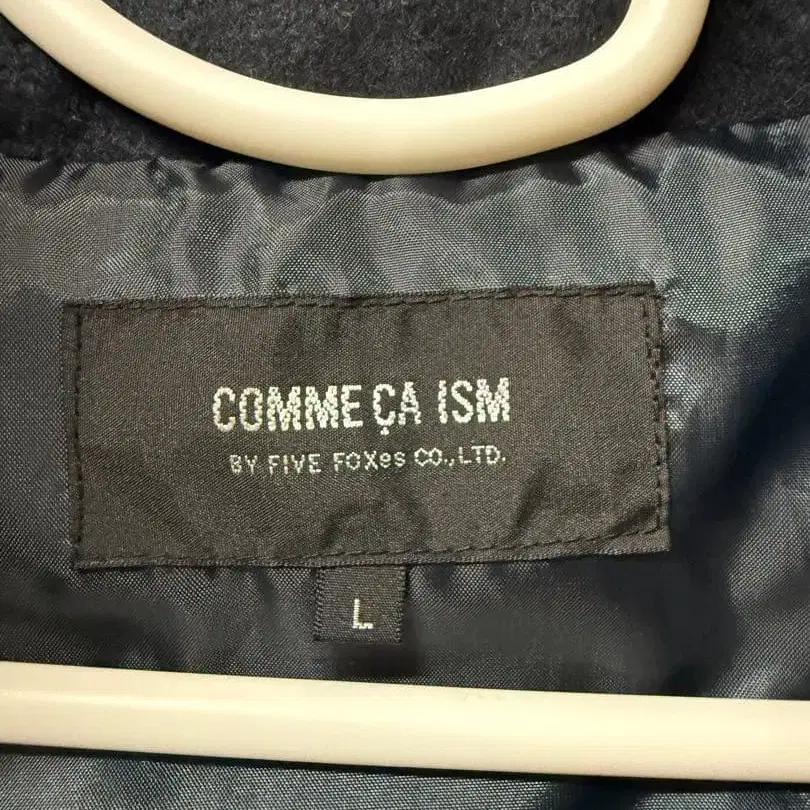 COMME ÇA ISM
BY FIVE FOXes CO., LTD.
L